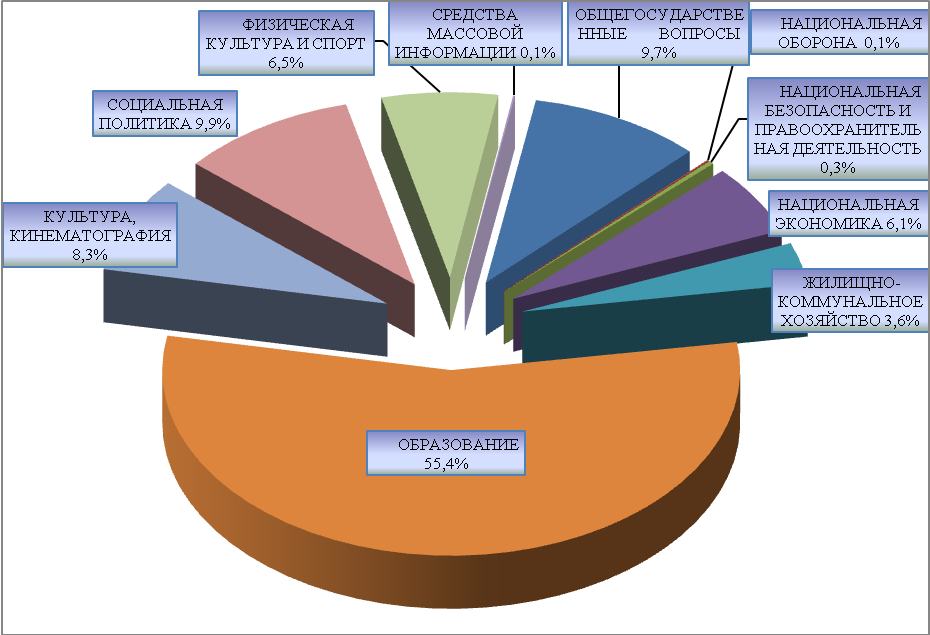 ФИЗИЧЕСКАЯ
КУЛЬТУРА И СПОРТ
6,5%
СРЕДСТВА
МАССОВОЙ
ИНФОРМАЦИИ 0,1%
ОБЩЕГОСУДАРСТВЕ
ННЫЕ ВОПРОСЫ
9,7%
НАЦИОНАЛЬНАЯ
ОБОРОНА 0,1%
НАЦИОНАЛЬНАЯ
БЕЗОПАСНОСТЬ И
ПРАВООХРАНИТЕЛЬ
НАЯ ДЕЯТЕЛЬНОСТЬ
0,3%
СОЦИАЛЬНАЯ
ПОЛИТИКА 9,9%
НАЦИОНАЛЬНАЯ
ЭКОНОМИКА 6,1%
КУЛЬТУРА,
КИНЕМАТОГРАФИЯ
8,3%
ЖИЛИЩНО-
КОММУНАЛЬНОЕ
ХОЗЯЙСТВО 3,6%
ОБРАЗОВАНИЕ
55,4%